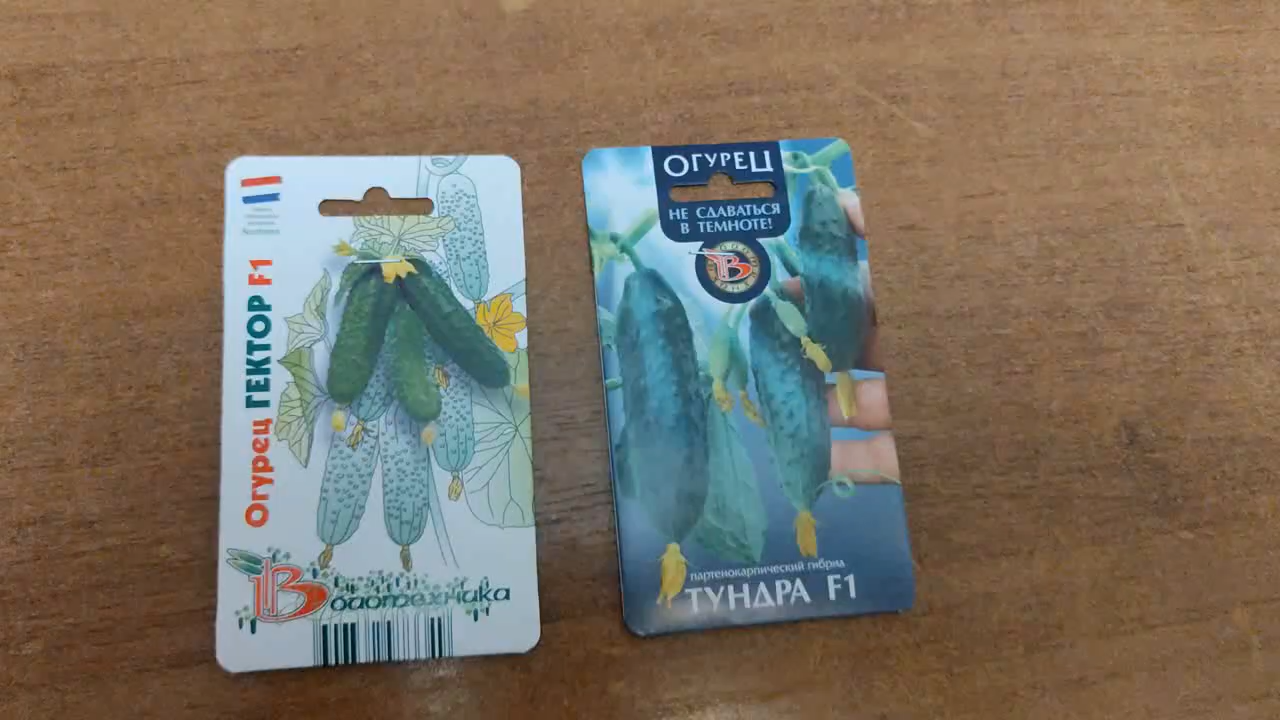 Огурец ГЕКТОР F1
Биотехника
ОГУРЕЦ
НЕ СДАВАТЬСЯ
В ТЕМНОТЕ!
партенокарпический гибрид
ТУНДРА F1